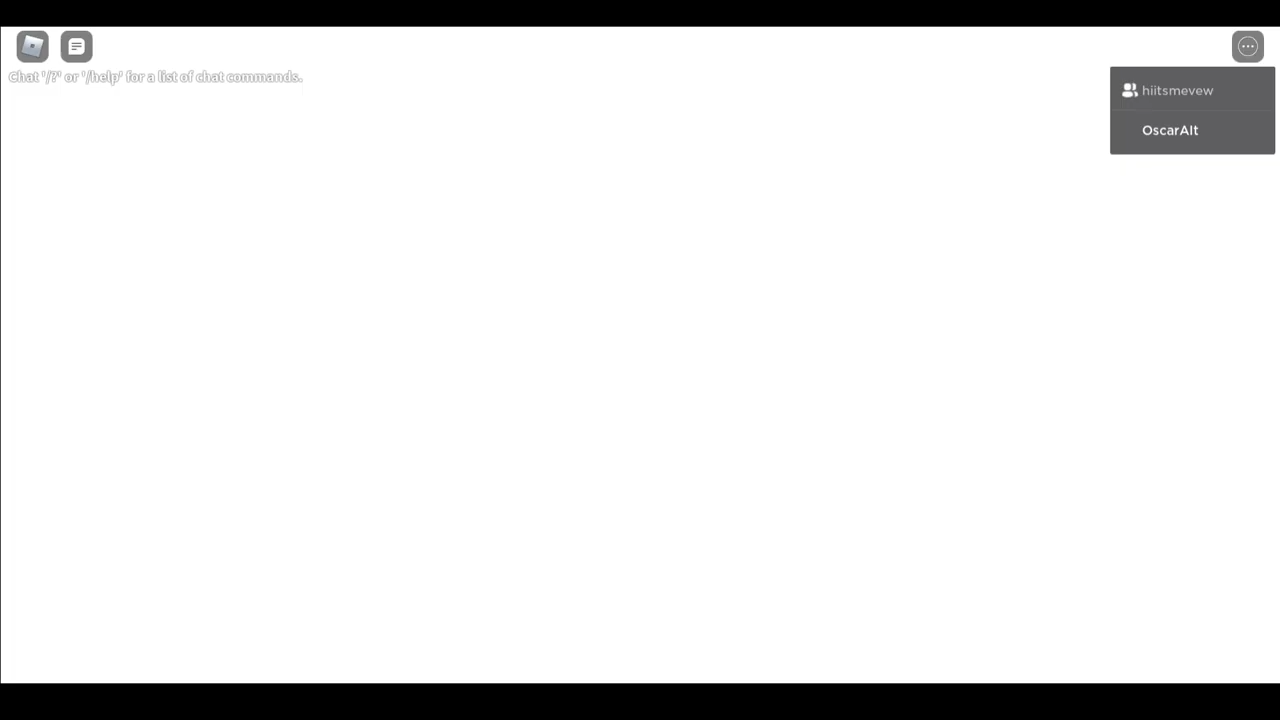 Chat '/?' or '/help' for a list of chat commands.
hiitsmevew
OscarAlt